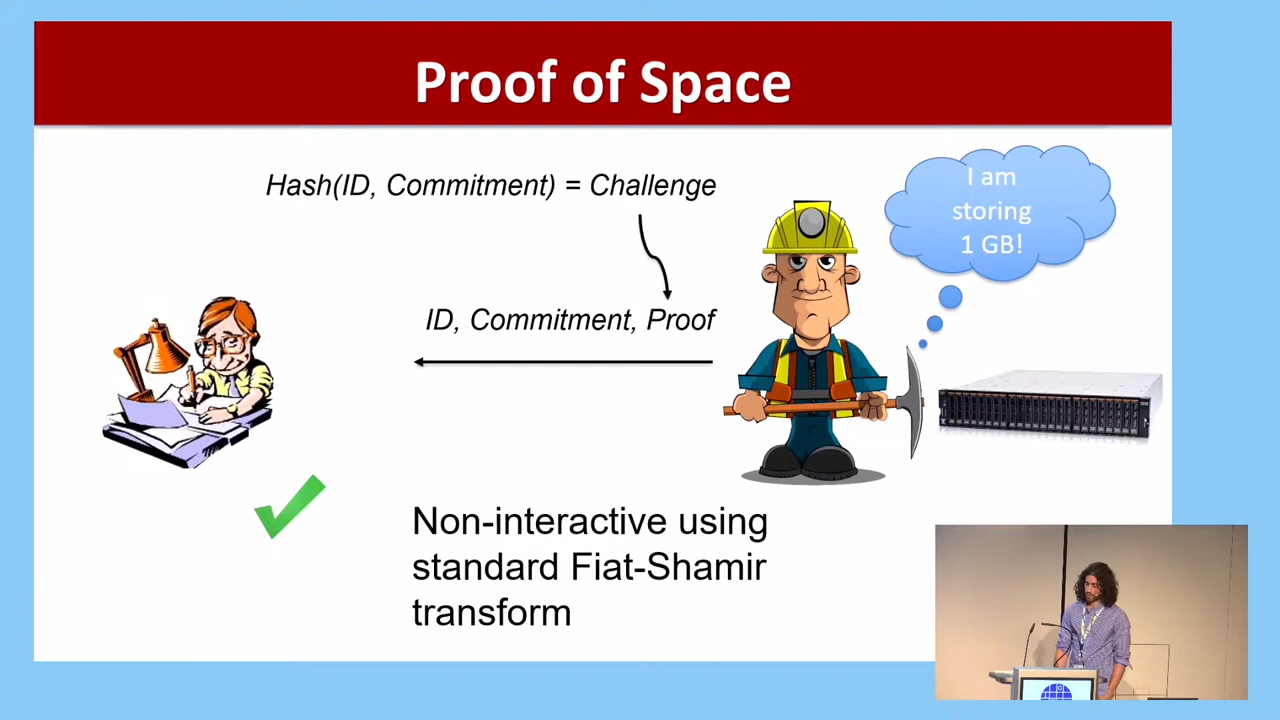 Proof of Space
Hash(ID, Commitment) = Challenge
I am
storing
1 GB!
ID, Commitment, Proof
Non-interactive using
standard Fiat-Shamir
transform